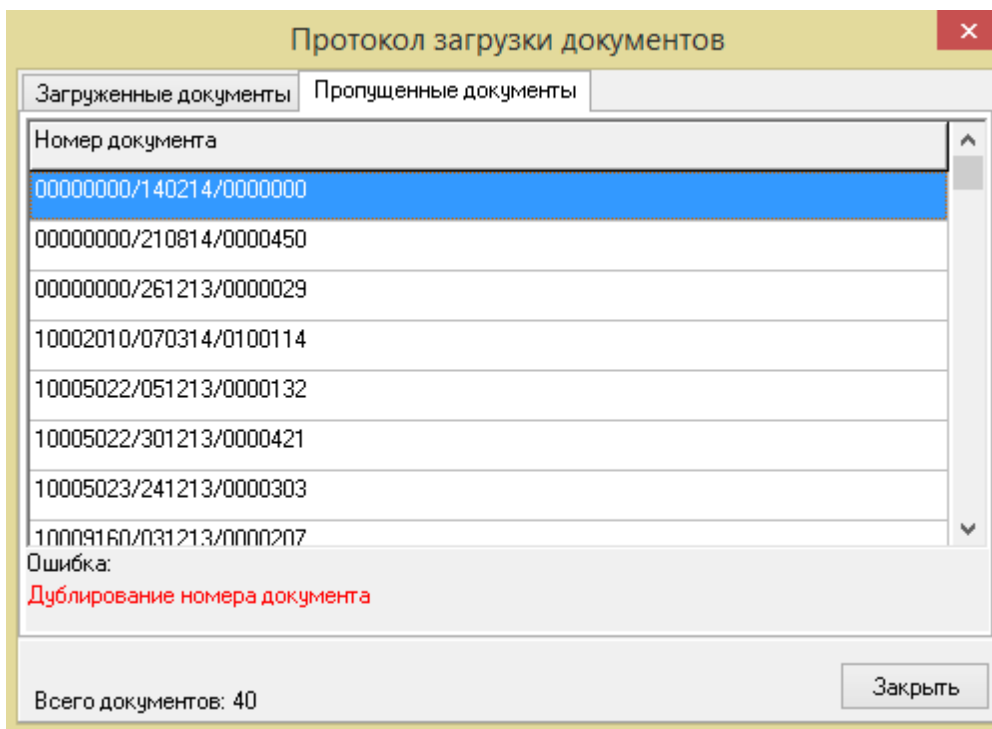 Протокол загрузки документов
Загруженные документы Пропущенные документы
Номер документа
00000000/140214/0000000
00000000/210814/0000450
00000000/261213/0000029
10002010/070314/0100114
10005022/051213/0000132
10005022/301213/0000421
10005023/241213/0000303
10009160/031213/0000207
Ошибка:
Дублирование номера документа
Всего документов: 40
Закрыть